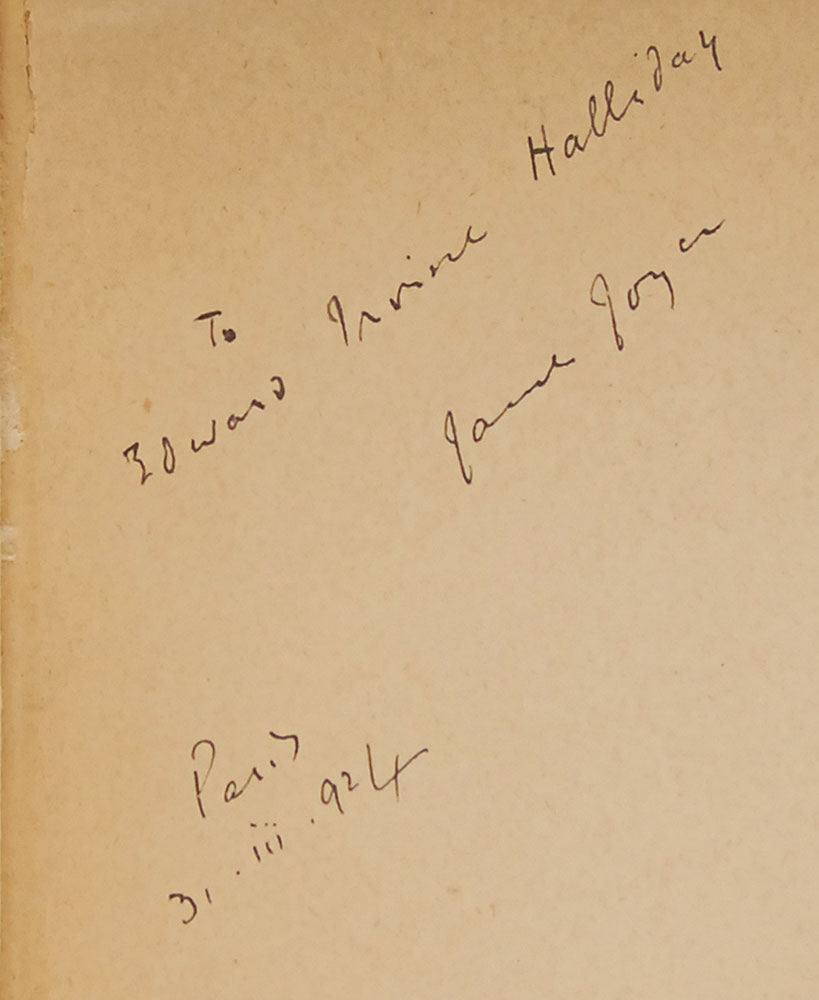 To
Edward Irvine Halliday
James Joyce
Paris
31.iii.924